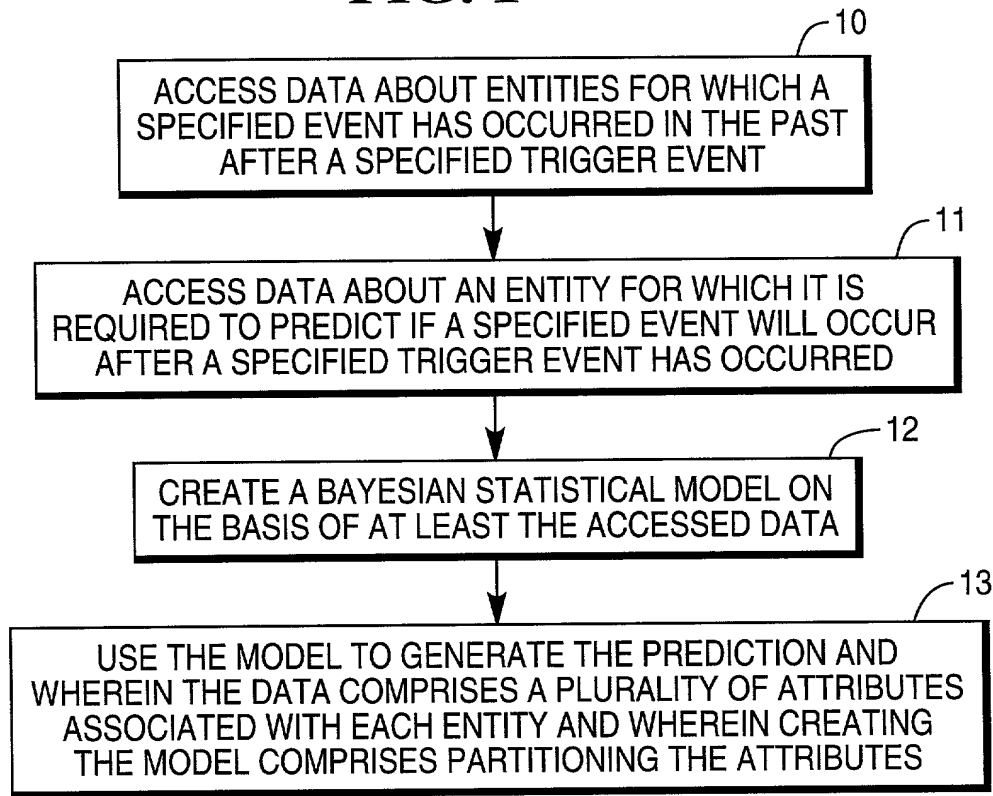 10
ACCESS DATA ABOUT ENTITIES FOR WHICH A
SPECIFIED EVENT HAS OCCURRED IN THE PAST
AFTER A SPECIFIED TRIGGER EVENT
11
ACCESS DATA ABOUT AN ENTITY FOR WHICH IT IS
REQUIRED TO PREDICT IF A SPECIFIED EVENT WILL OCCUR
AFTER A SPECIFIED TRIGGER EVENT HAS OCCURRED
12
CREATE A BAYESIAN STATISTICAL MODEL ON
THE BASIS OF AT LEAST THE ACCESSED DATA
13
USE THE MODEL TO GENERATE THE PREDICTION AND
WHEREIN THE DATA COMPRISES A PLURALITY OF ATTRIBUTES
ASSOCIATED WITH EACH ENTITY AND WHEREIN CREATING
THE MODEL COMPRISES PARTITIONING THE ATTRIBUTES